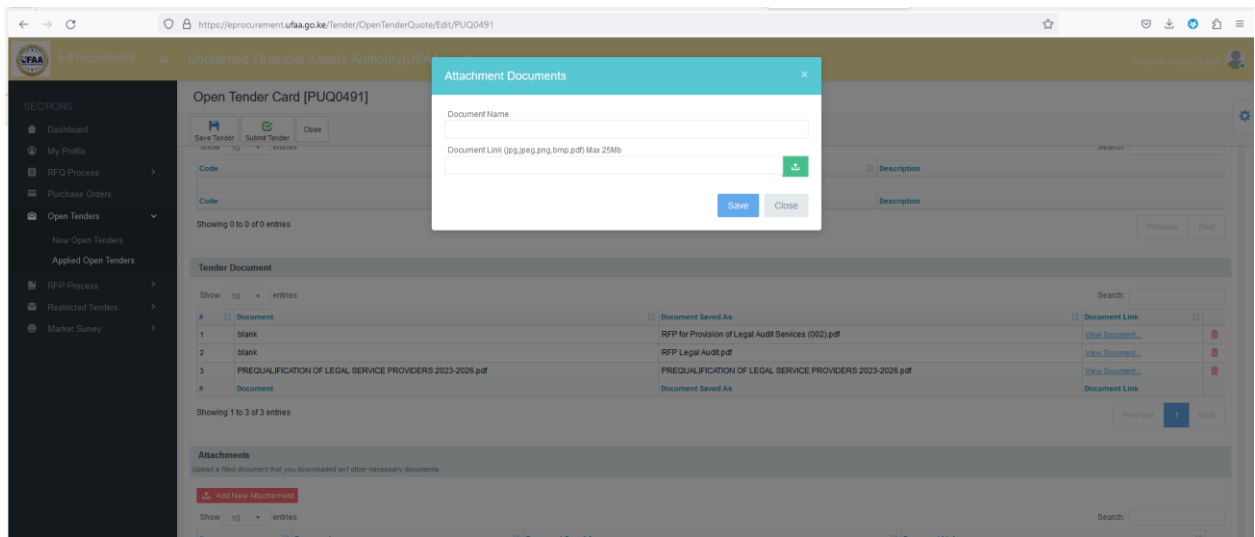 https://eprocurement.ufaa.go.ke/Tender/OpenTenderQuote/Edit/PUQ0491
UFAA
e-Procurement
Unclaimed Financial Assets Authority(UFAA
Attachment Documents
×
SECTIONS
Open Tender Card [PUQ0491]
Document Name
Dashboard
Save Tender Submit Tender Close
My Profile
Show 10 entries
Document Link (jpg,jpeg,png,bmp,pdf) Max 25Mb
Search:
RFQ Process
Code Description
Purchase Orders
Code Description
Save Close
Open Tenders
Showing 0 to 0 of 0 entries
Previous Next
New Open Tenders
Applied Open Tenders
Tender Document
RFP Process
Show 10 entries
Search:
Restricted Tenders
# Document Document Saved As Document Link
Market Survey
1 blank RFP for Provision of Legal Audit Services (002).pdf View Document...
2 blank RFP Legal Audit.pdf View Document...
3 PREQUALIFICATION OF LEGAL SERVICE PROVIDERS 2023-2026.pdf PREQUALIFICATION OF LEGAL SERVICE PROVIDERS 2023-2026.pdf View Document...
# Document Document Saved As Document Link
Showing 1 to 3 of 3 entries
Previous 1 Next
Attachments
Upload a filled document that you downloaded anf other necessary documents
Add New Attachement
Show 10 entries
Search: